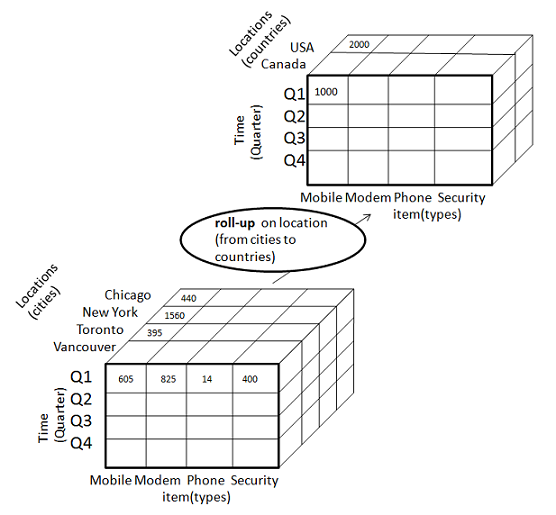 Locations
(countries)
USA
2000
Canada
Q1 1000
Q2
Q3
Q4
Time
(Quarter)
Mobile Modem Phone Security
item(types)
roll-up on location
(from cities to
countries)
Locations
(cities)
Chicago 440
New York 1560
Toronto 395
Vancouver
Q1 605 825 14 400
Q2
Q3
Q4
Time
(Quarter)
Mobile Modem Phone Security
item(types)